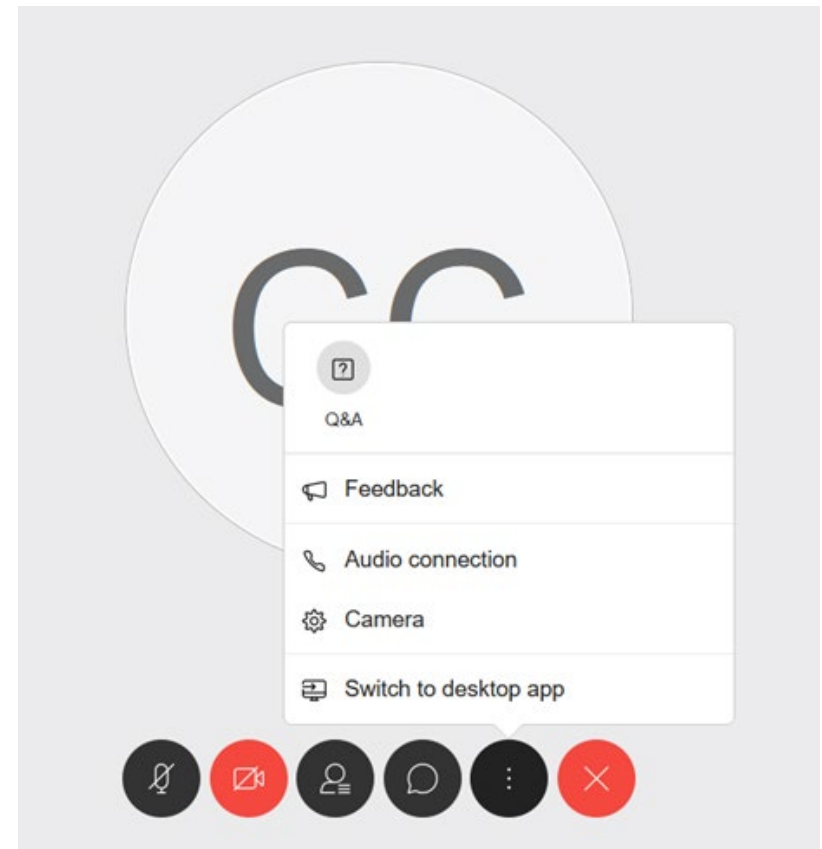 CC
Q&A
Feedback
Audio connection
Camera
Switch to desktop app